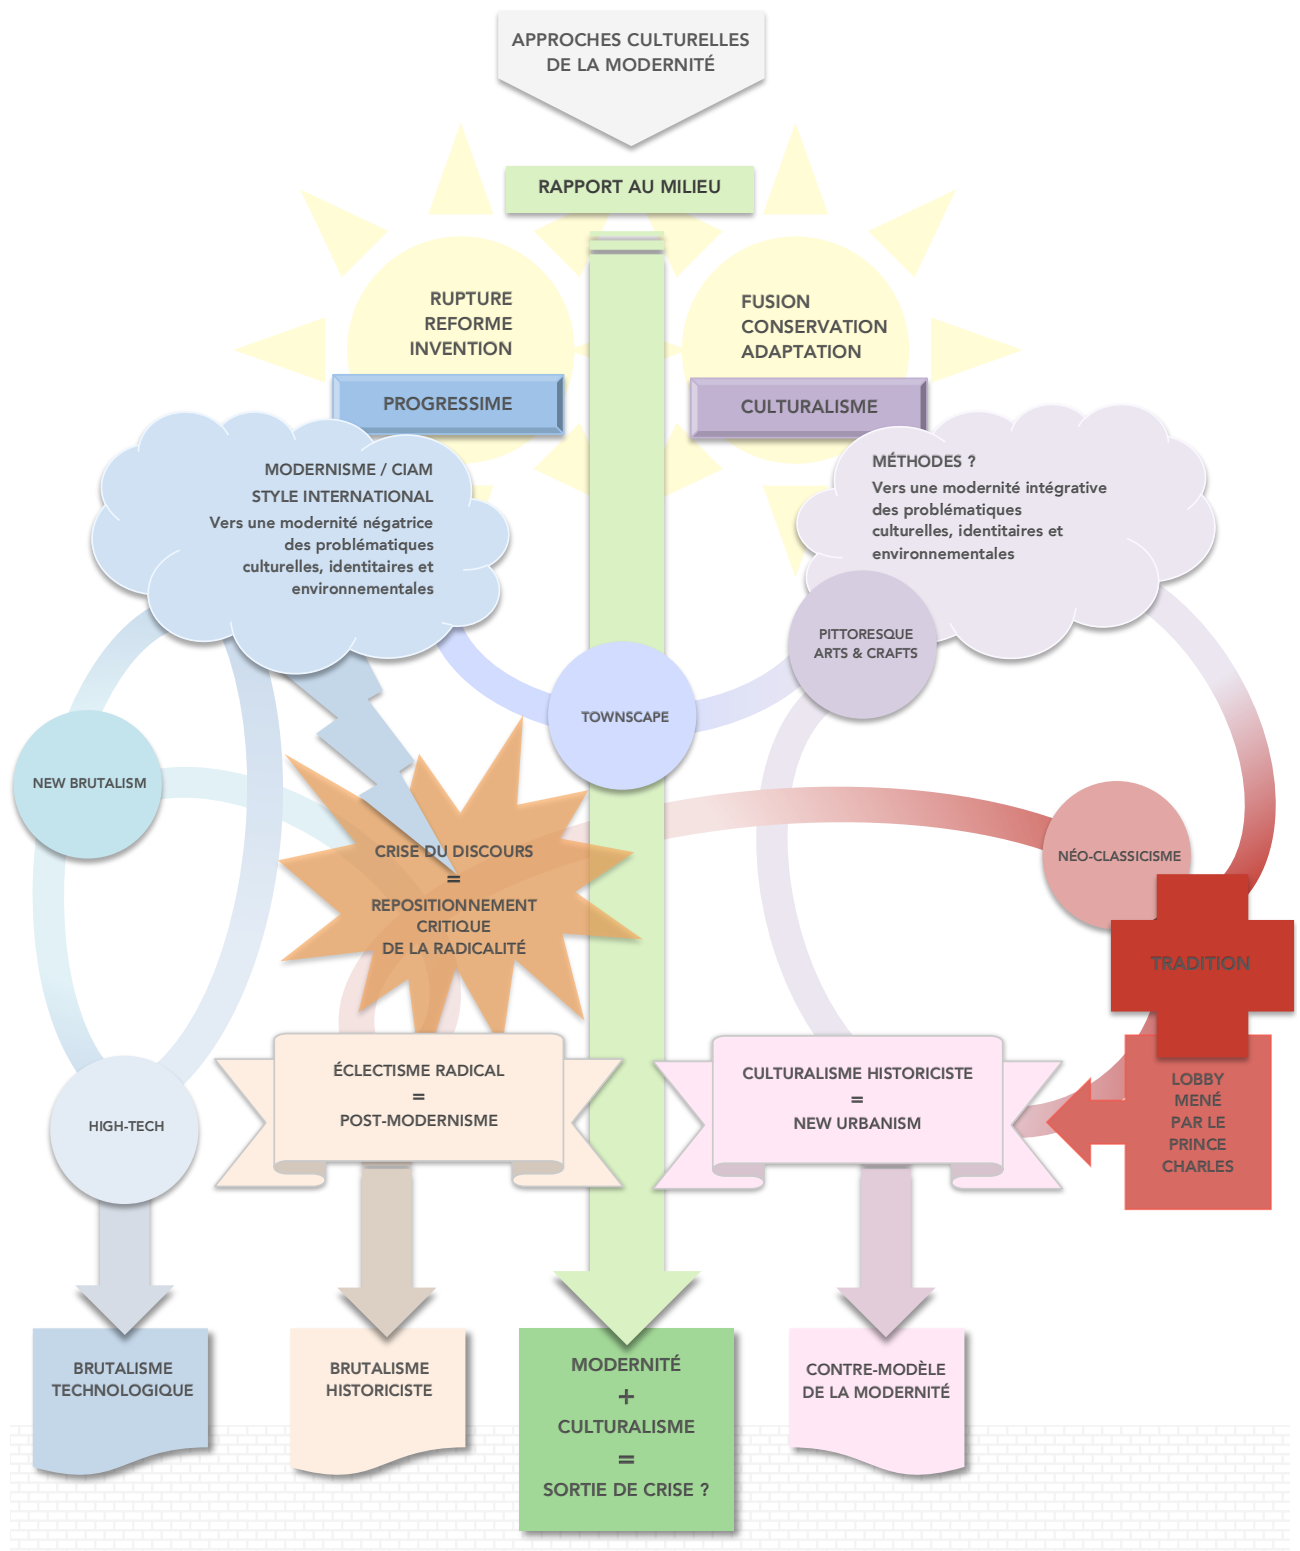 APPROCHES CULTURELLES
DE LA MODERNITÉ
RAPPORT AU MILIEU
RUPTURE
REFORME
INVENTION
PROGRESSIME
FUSION
CONSERVATION
ADAPTATION
CULTURALISME
MODERNISME / CIAM
STYLE INTERNATIONAL
Vers une modernité négatrice
des problématiques
culturelles, identitaires et
environnementales
MÉTHODES ?
Vers une modernité intégrative
des problématiques
culturelles, identitaires et
environnementales
PITTORESQUE
ARTS & CRAFTS
TOWNSCAPE
NEW BRUTALISM
CRISE DU DISCOURS
=
REPOSITIONNEMENT
CRITIQUE
DE LA RADICALITÉ
NÉO-CLASSICISME
TRADITION
LOBBY
MENÉ
PAR LE
PRINCE
CHARLES
HIGH-TECH
ÉCLECTISME RADICAL
=
POST-MODERNISME
CULTURALISME HISTORICISTE
=
NEW URBANISM
BRUTALISME
TECHNOLOGIQUE
BRUTALISME
HISTORICISTE
MODERNITÉ
+
CULTURALISME
=
SORTIE DE CRISE ?
CONTRE-MODÈLE
DE LA MODERNITÉ